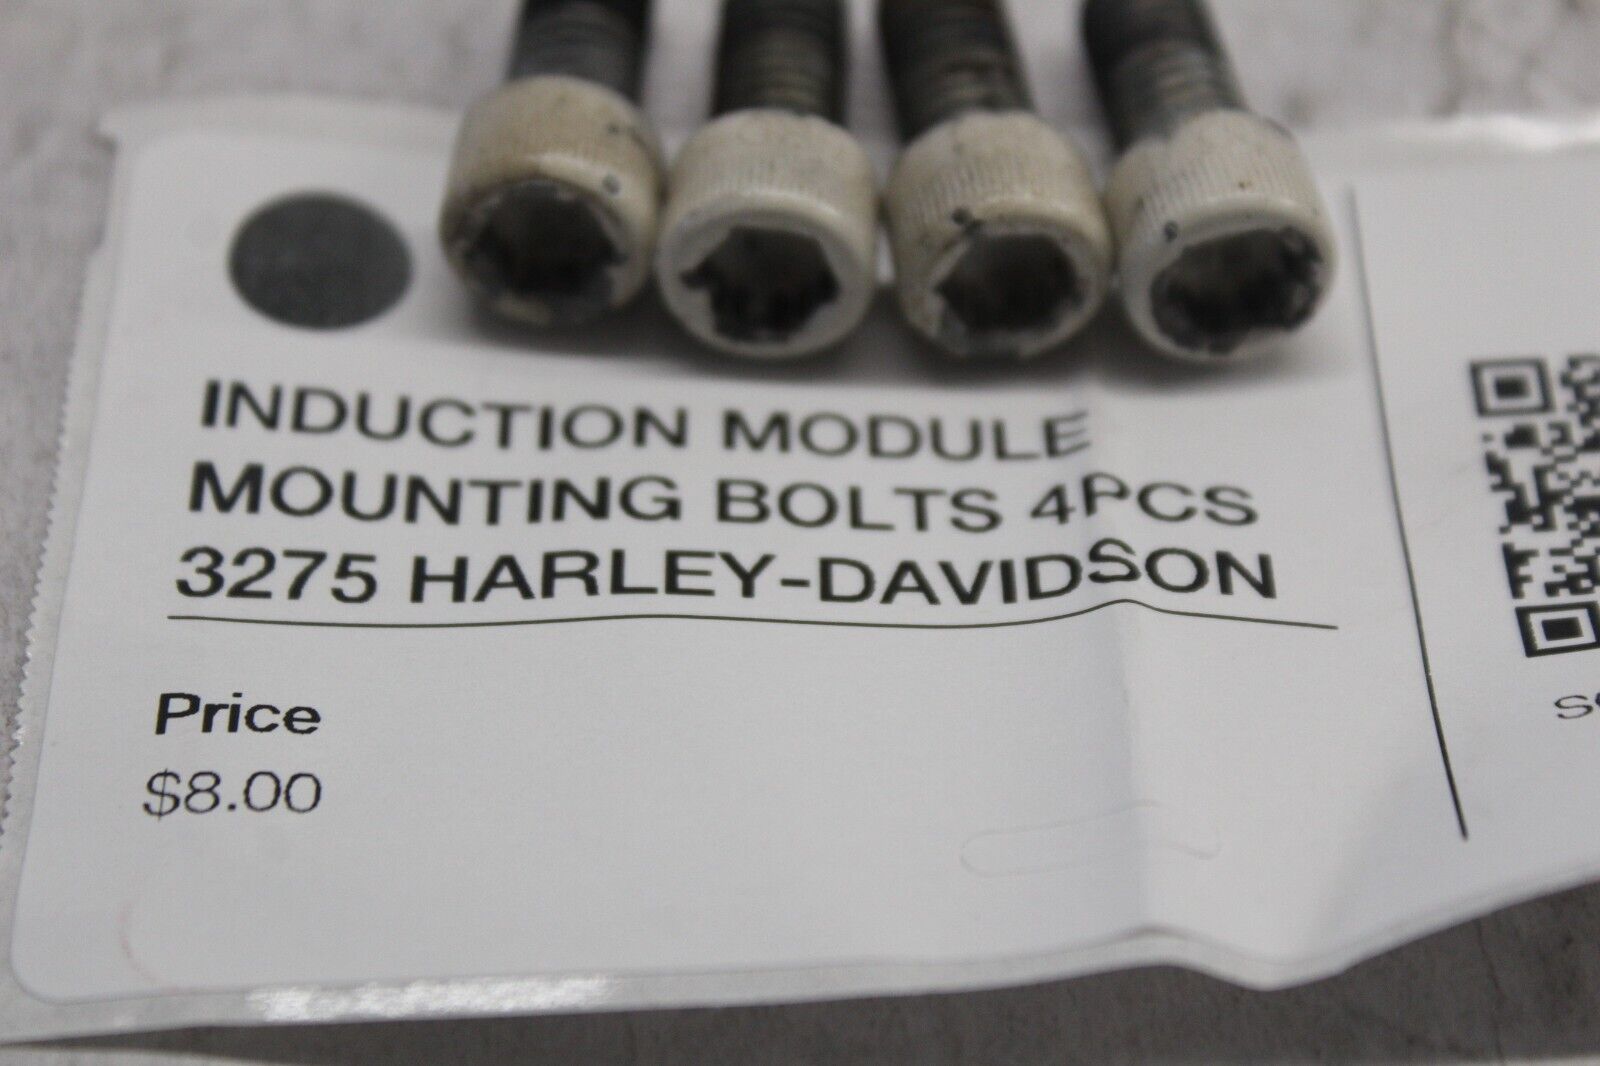 INDUCTION MODULE
MOUNTING BOLTS 4PCS
3275 HARLEY-DAVIDSON
Price
$8.00